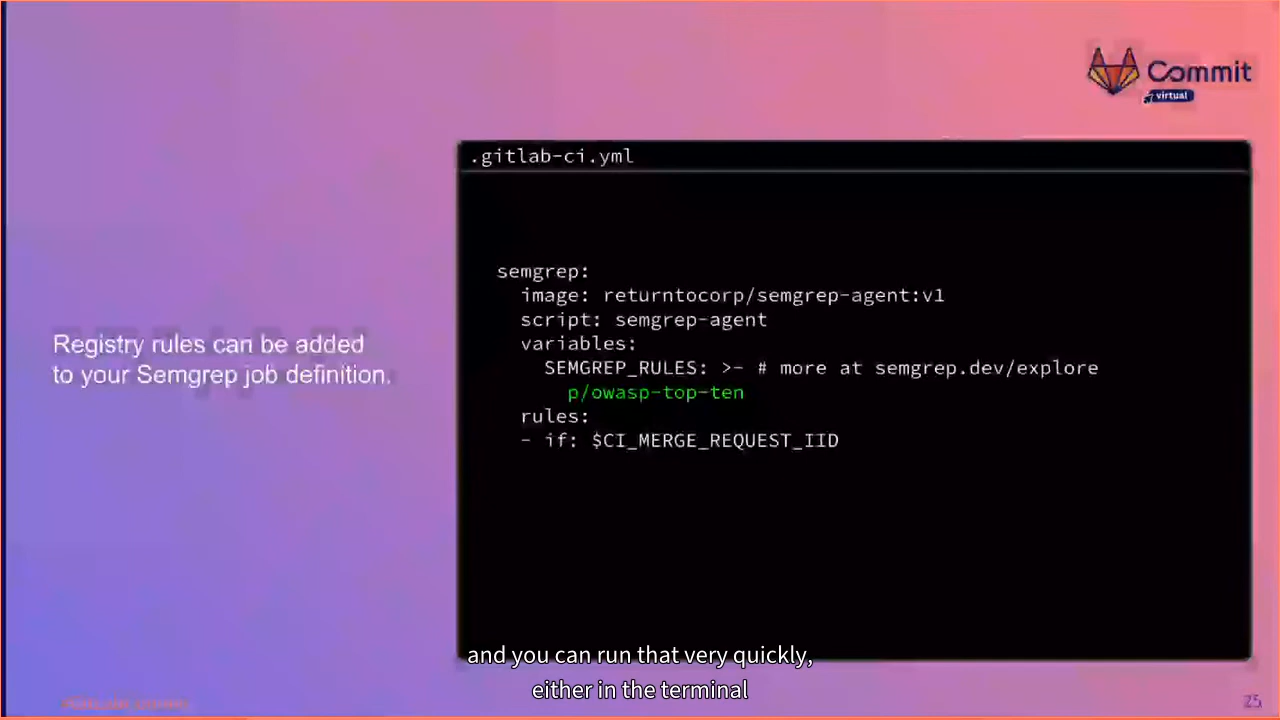 Commit
virtual
.gitlab-ci.yml
semgrep:
image: returntocorp/semgrep-agent:v1
script: semgrep-agent
variables:
SEMGREP_RULES: >- # more at semgrep.dev/explore
p/owasp-top-ten
rules:
- if: $CI_MERGE_REQUEST_IID
Registry rules can be added
to your Semgrep job definition.
and you can run that very quickly,
either in the terminal
25